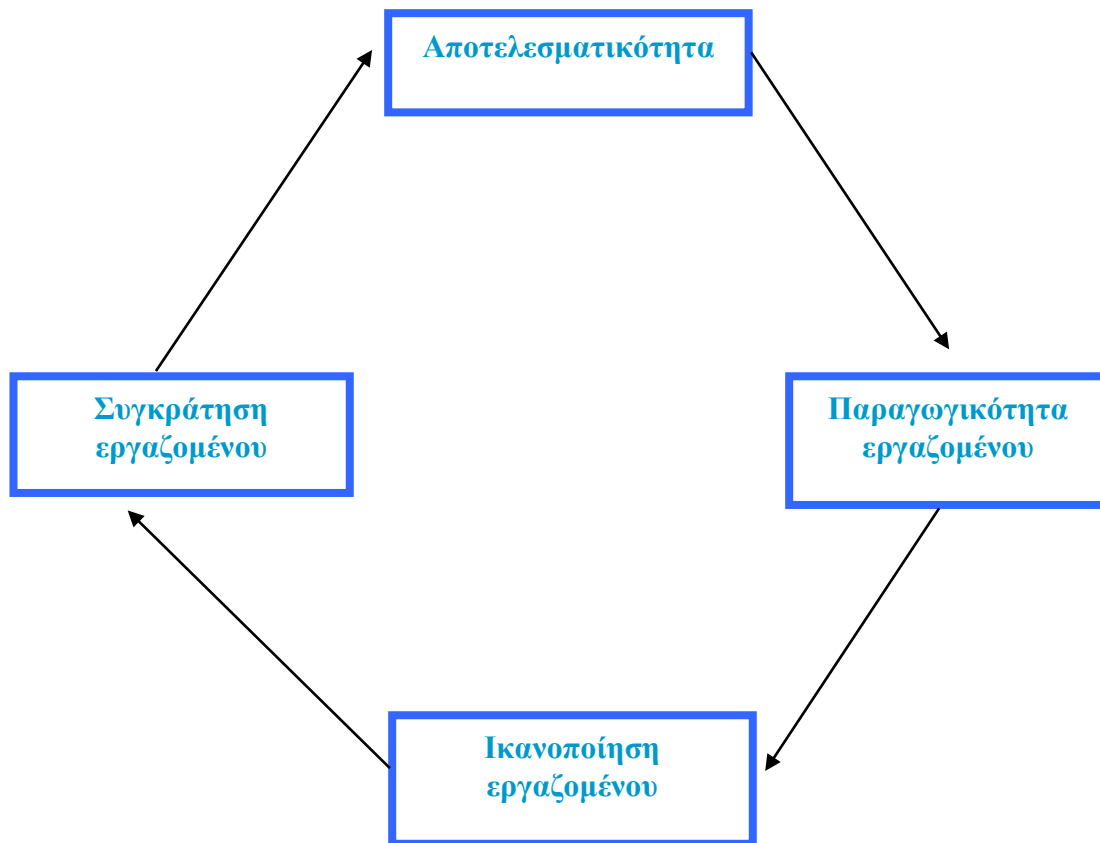 Αποτελεσματικότητα
Συγκράτηση
εργαζομένου
Παραγωγικότητα
εργαζομένου
Ικανοποίηση
εργαζομένου